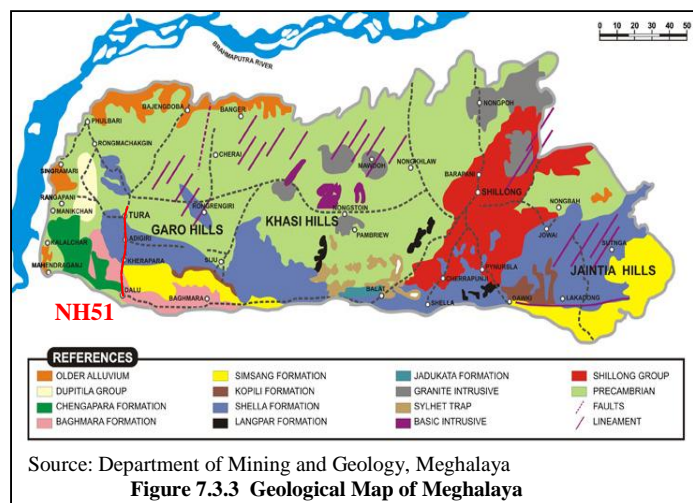 BRAHMAPUTRA RIVER
0 10 20 30 40 50
PHULBARI
BAJENGDOBA
BANGER
NONGPOH
RONGMACHAKGIN
CHERAI
SINGRAMARI
NONGKHLAW
BARAPANI
RANGAPANI
MANIKCHAN
RONGRENGIRI
SHILLONG
NONGBAH
TURA
GARO HILLS
KHASI HILLS
NONGSTOIN
PAMBRIEW
KALAICHAR
ADIGIRI
JOWAI
SUTNGA
KHERAPARA
SIJU
MAHENDRAGANJ
CHERRAPUNJI
PYNURSLA
JAINTIA HILLS
DALU
BAGHMARA
BALAT
SHELLA
DAWKI
LAKADONG
NH51
REFERENCES
OLDER ALLUVIUM
SIMSANG FORMATION
JADUKATA FORMATION
SHILLONG GROUP
DUPITILA GROUP
KOPILI FORMATION
GRANITE INTRUSIVE
PRECAMBRIAN
CHENGAPARA FORMATION
SHELLA FORMATION
SYLHET TRAP
FAULTS
BAGHMARA FORMATION
LANGPAR FORMATION
BASIC INTRUSIVE
LINEAMENT
Source: Department of Mining and Geology, Meghalaya
Figure 7.3.3 Geological Map of Meghalaya